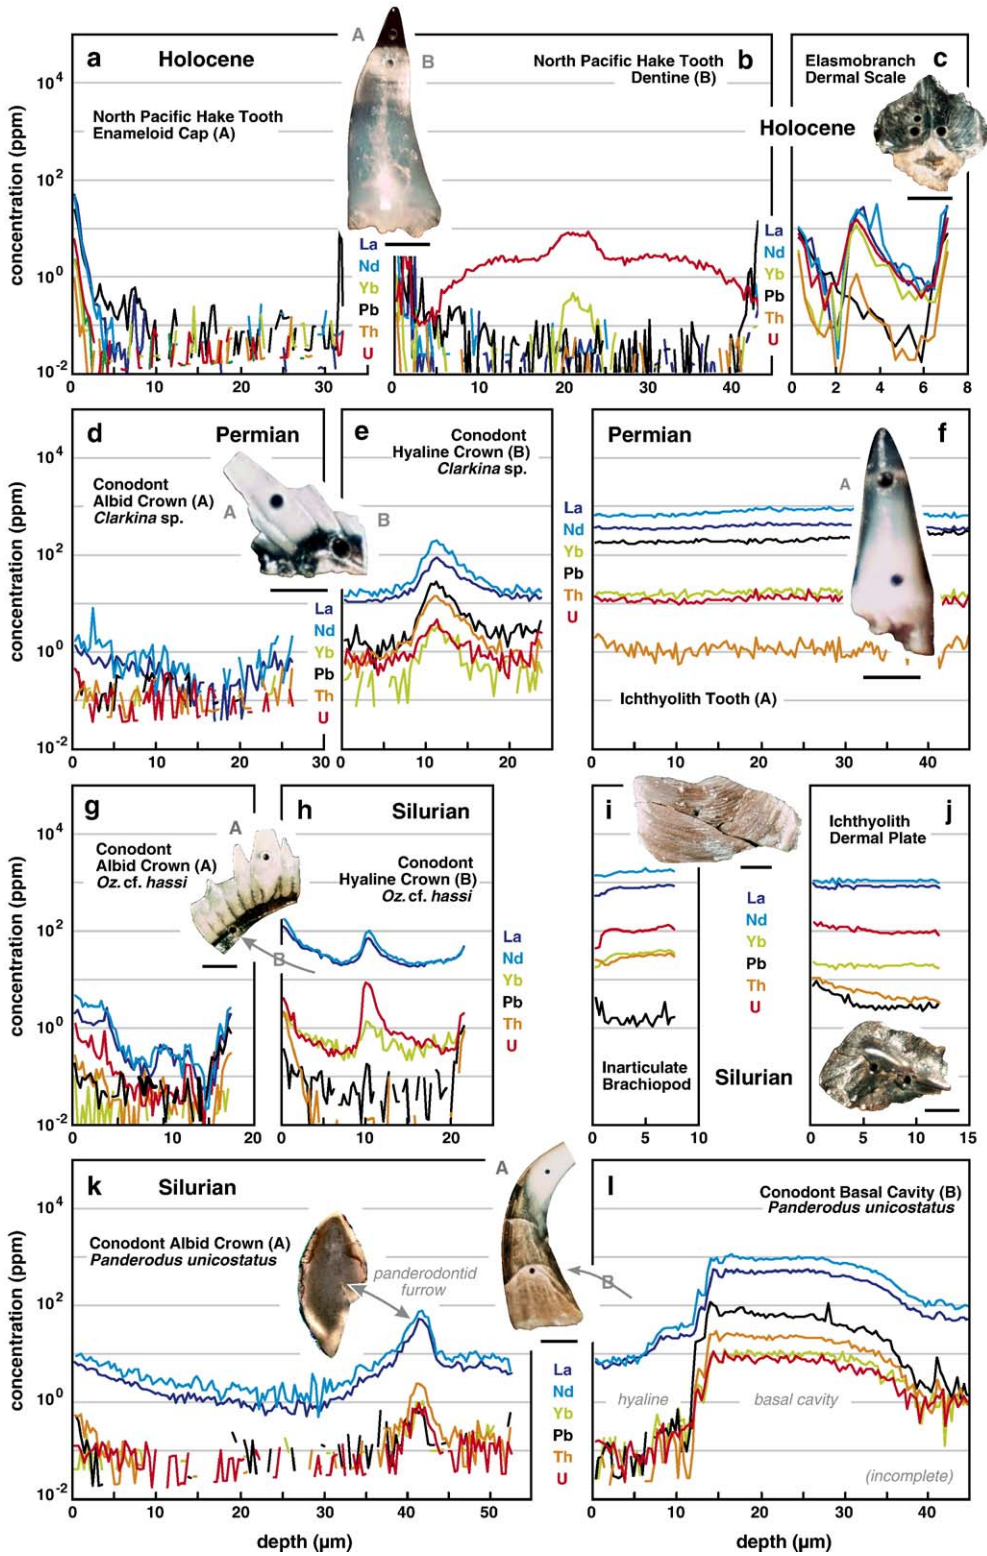 a
Holocene
North Pacific Hake Tooth
Enameloid Cap (A)
A
B
North Pacific Hake Tooth
Dentine (B)
b
Elasmobranch
Dermal Scale
c
Holocene
concentration (ppm)
10^4
10^2
10^0
10^-2
La
Nd
Yb
Pb
Th
U
La
Nd
Yb
Pb
Th
U
0 10 20 30
0 10 20 30 40
0 2 4 6 8
d
Permian
Conodont
Albid Crown (A)
Clarkina sp.
A
B
e
Conodont
Hyaline Crown (B)
Clarkina sp.
Permian
f
A
Ichthyolith Tooth (A)
concentration (ppm)
10^4
10^2
10^0
10^-2
La
Nd
Yb
Pb
Th
U
La
Nd
Yb
Pb
Th
U
0 10 20 30
0 10 20
0 10 20 30 40
g
Conodont
Albid Crown (A)
Oz. cf. hassi
A
B
h
Silurian
Conodont
Hyaline Crown (B)
Oz. cf. hassi
i
Inarticulate
Brachiopod
Silurian
j
Ichthyolith
Dermal Plate
concentration (ppm)
10^4
10^2
10^0
10^-2
La
Nd
Yb
Pb
Th
U
La
Nd
Yb
Pb
Th
U
0 10 20
0 10 20
0 5 10
0 5 10 15
k
Silurian
Conodont Albid Crown (A)
Panderodus unicostatus
panderodontid
furrow
A
B
l
Conodont Basal Cavity (B)
Panderodus unicostatus
hyaline
basal cavity
(incomplete)
concentration (ppm)
10^4
10^2
10^0
10^-2
La
Nd
Yb
Pb
Th
U
0 10 20 30 40 50
0 10 20 30 40
depth (µm)
depth (µm)